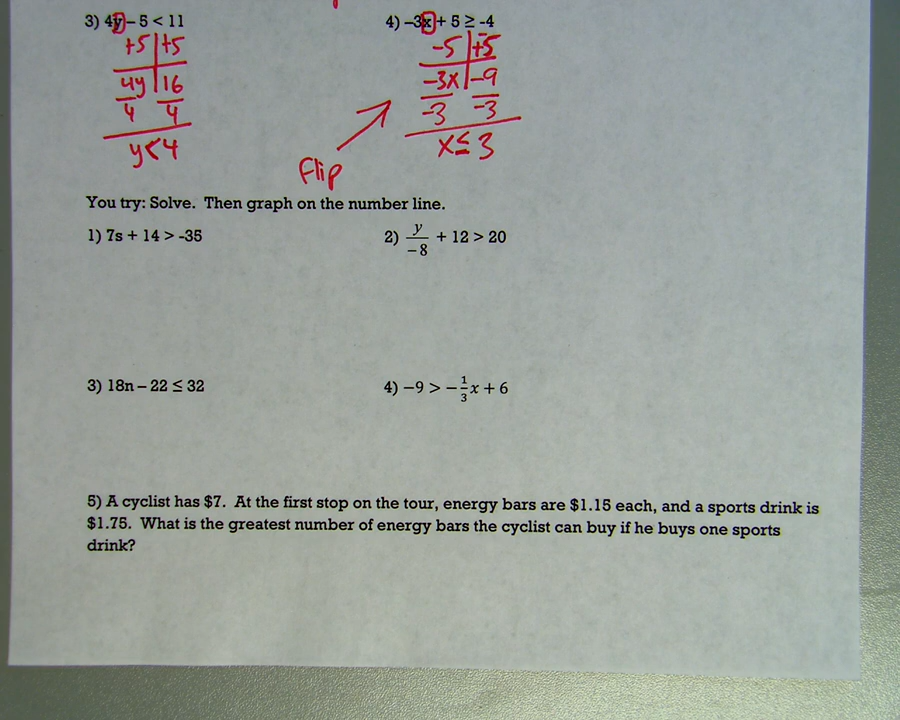 3) 4y – 5 < 11
4) –3x + 5 ≥ -4
+5 | +5
-5 | -5
4y | 16
-3x | -9
4 4
-3 -3
y<4
x≤3
Flip
You try: Solve. Then graph on the number line.
1) 7s + 14 > -35
2) y/−8 + 12 > 20
3) 18n – 22 ≤ 32
4) −9 > −1/3x + 6
5) A cyclist has $7. At the first stop on the tour, energy bars are $1.15 each, and a sports drink is
$1.75. What is the greatest number of energy bars the cyclist can buy if he buys one sports
drink?